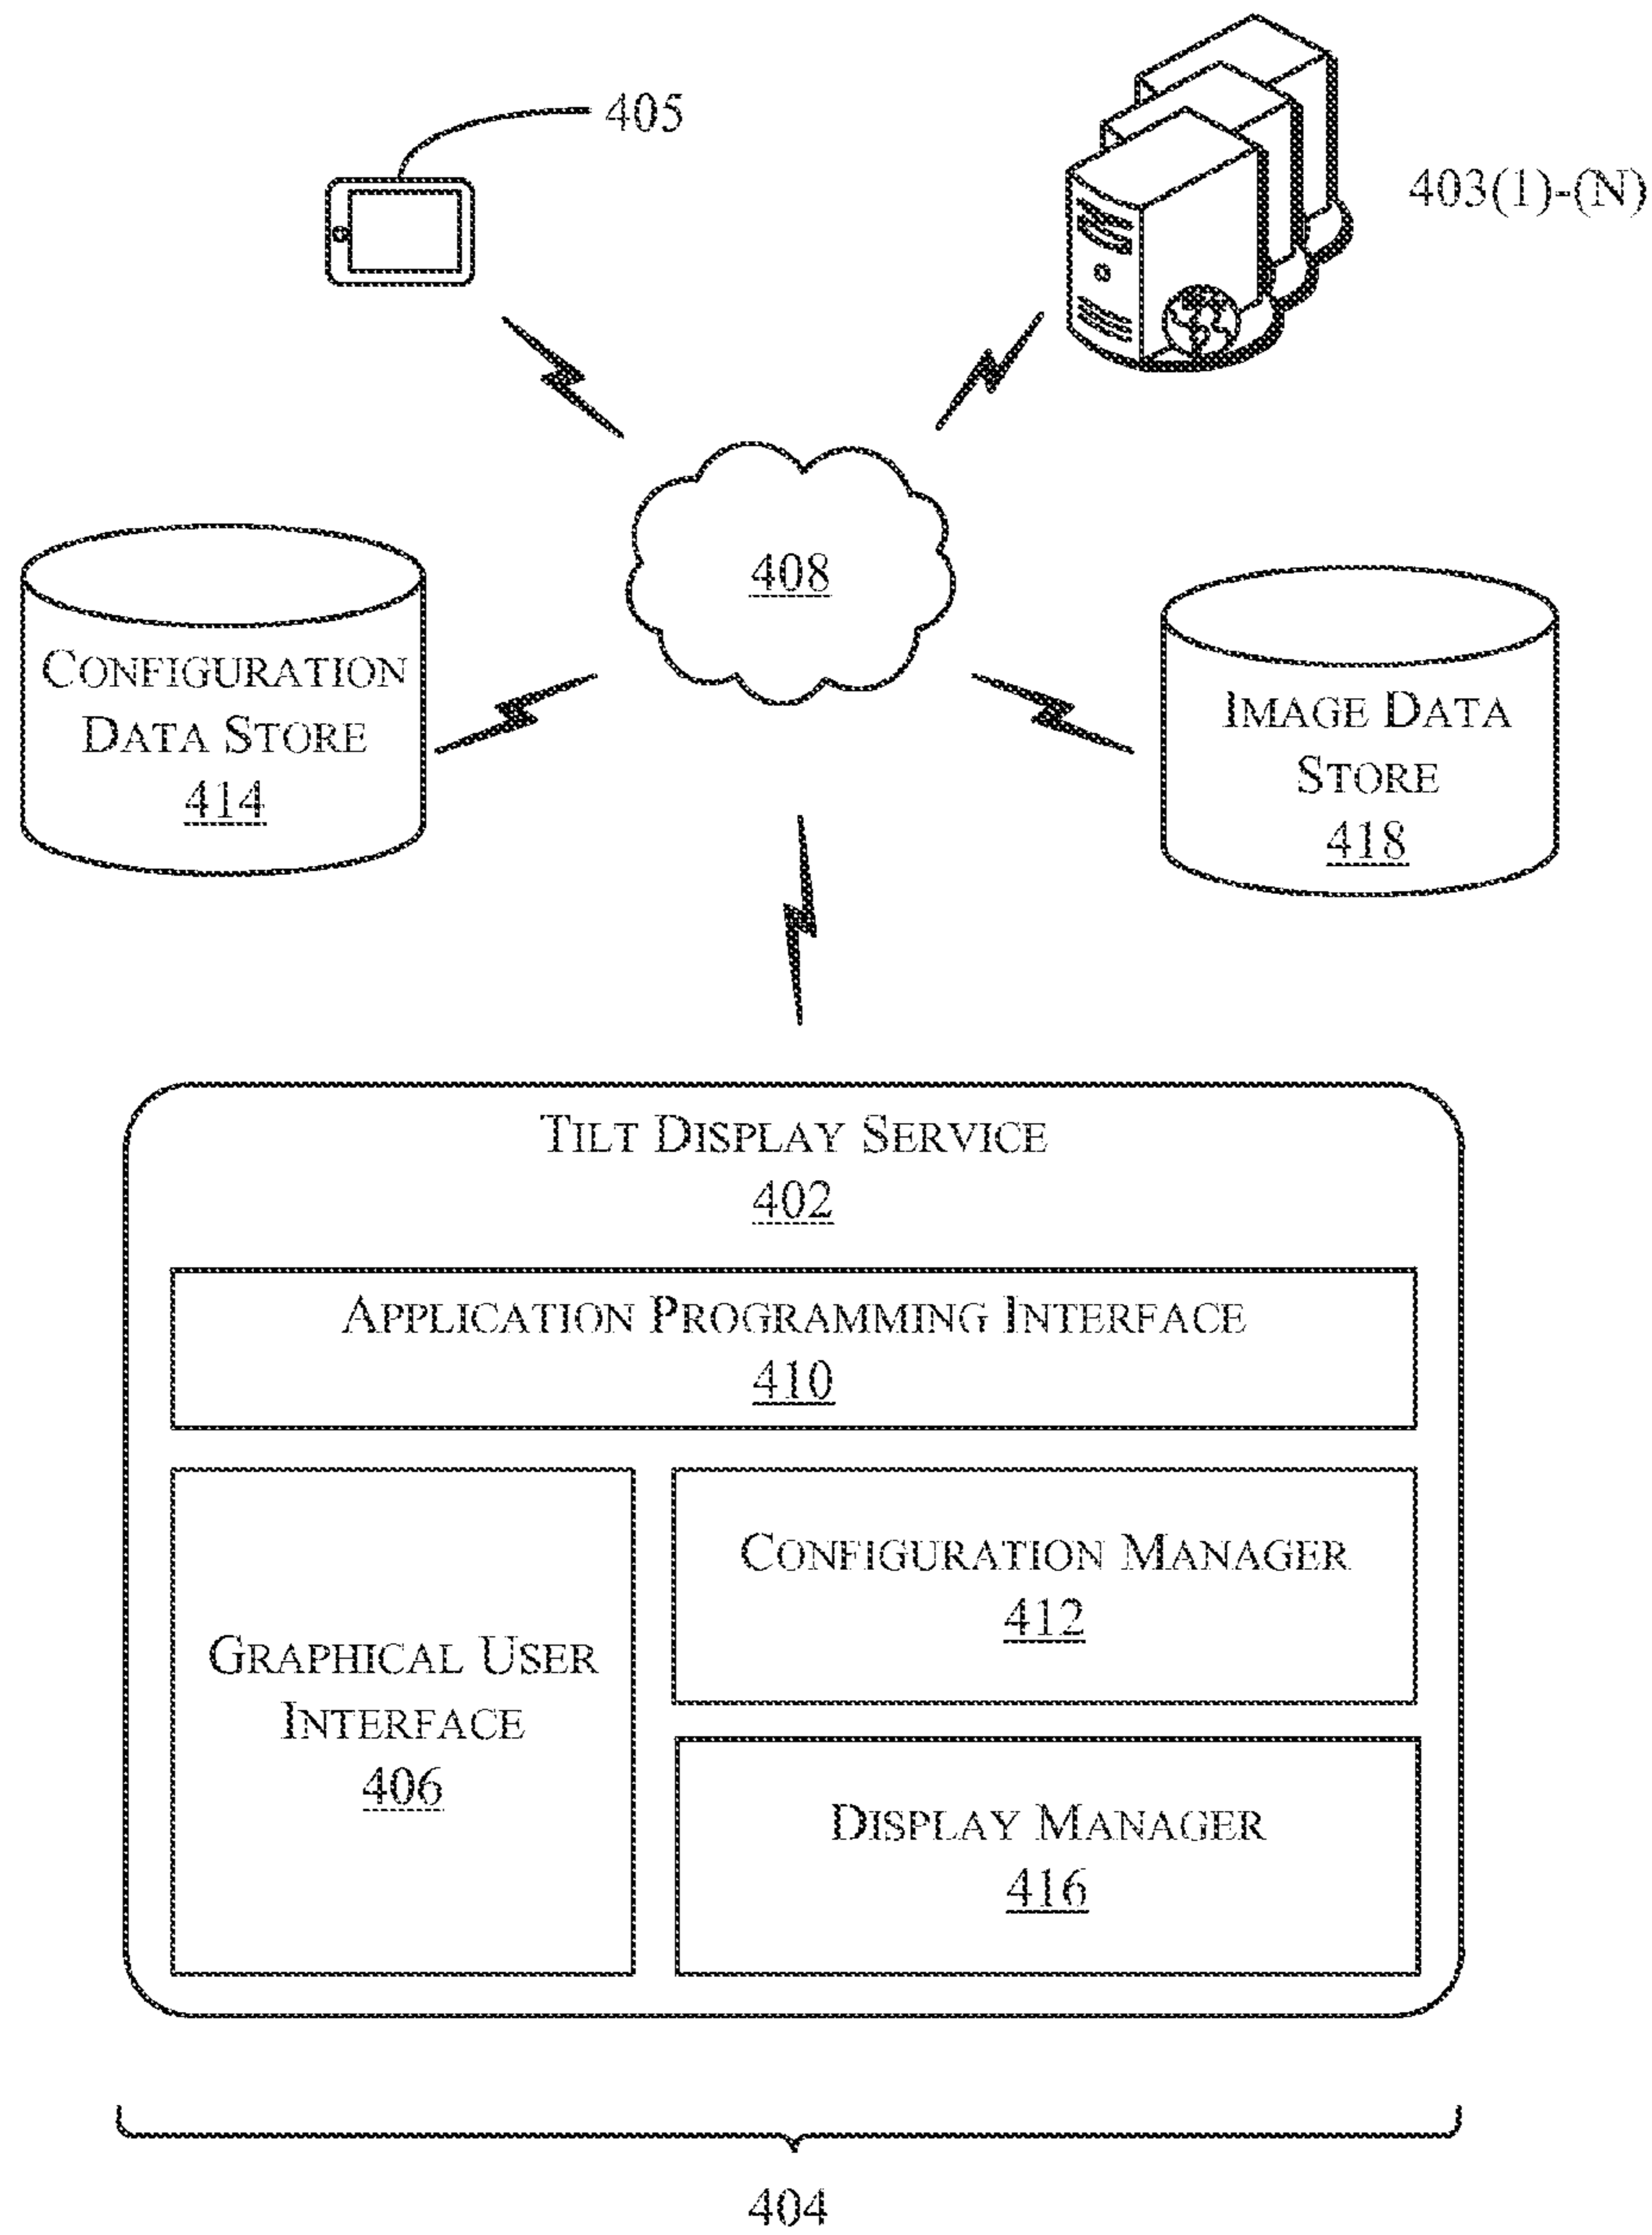 405
403(1)-(N)
408
CONFIGURATION
DATA STORE
414
IMAGE DATA
STORE
418
TILT DISPLAY SERVICE
402
APPLICATION PROGRAMMING INTERFACE
410
GRAPHICAL USER
INTERFACE
406
CONFIGURATION MANAGER
412
DISPLAY MANAGER
416
404